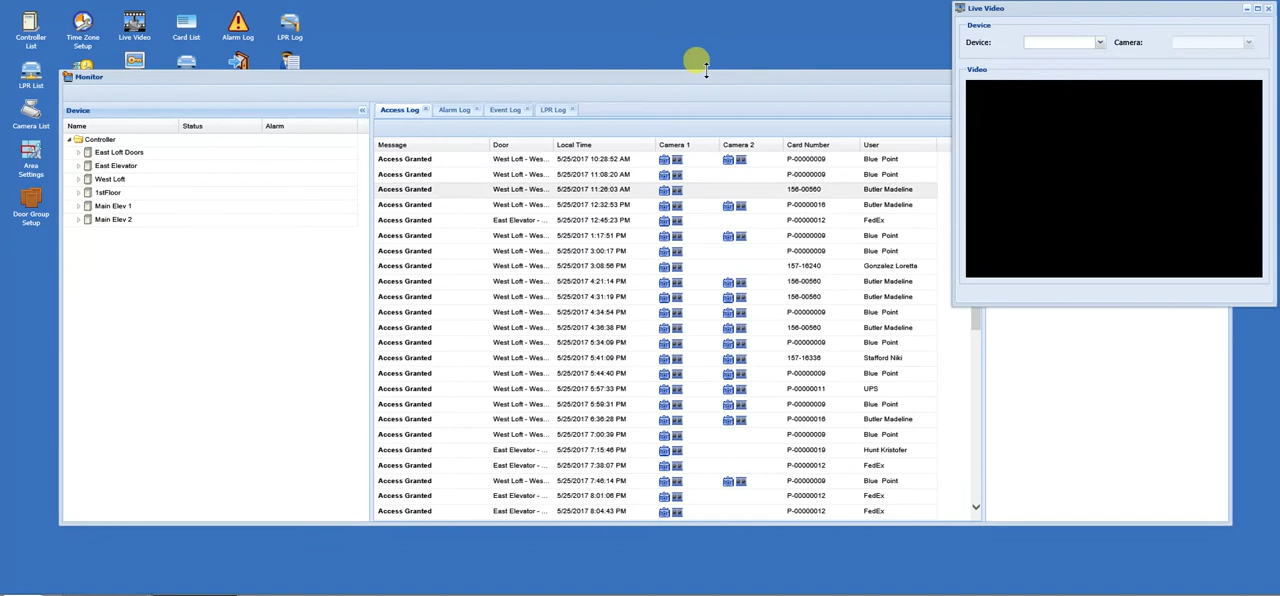 Controller List
Time Zone Setup
Live Video
Card List
Alarm Log
LPR Log
LPR List
Camera List
Area Settings
Door Group Setup
Monitor
Device
Name Status Alarm
Controller
East Loft Doors
East Elevator
West Loft
1stFloor
Main Elev 1
Main Elev 2
Access Log Alarm Log Event Log LPR Log
Message Door Local Time Camera 1 Camera 2 Card Number User
Access Granted West Loft - Wes... 5/25/2017 10:28:52 AM P-00000009 Blue Point
Access Granted West Loft - Wes... 5/25/2017 11:08:20 AM P-00000009 Blue Point
Access Granted West Loft - Wes... 5/25/2017 11:26:03 AM 156-00560 Butler Madeline
Access Granted West Loft - Wes... 5/25/2017 12:32:53 PM P-00000016 Butler Madeline
Access Granted East Elevator - ... 5/25/2017 12:45:23 PM P-00000012 FedEx
Access Granted West Loft - Wes... 5/25/2017 1:17:51 PM P-00000009 Blue Point
Access Granted West Loft - Wes... 5/25/2017 3:00:17 PM P-00000009 Blue Point
Access Granted West Loft - Wes... 5/25/2017 3:08:56 PM 157-16240 Gonzalez Loretta
Access Granted West Loft - Wes... 5/25/2017 4:21:14 PM 156-00560 Butler Madeline
Access Granted West Loft - Wes... 5/25/2017 4:31:19 PM 156-00560 Butler Madeline
Access Granted West Loft - Wes... 5/25/2017 4:34:54 PM P-00000009 Blue Point
Access Granted West Loft - Wes... 5/25/2017 4:36:38 PM 156-00560 Butler Madeline
Access Granted West Loft - Wes... 5/25/2017 5:34:09 PM P-00000009 Blue Point
Access Granted West Loft - Wes... 5/25/2017 5:41:09 PM 157-16336 Stafford Niki
Access Granted West Loft - Wes... 5/25/2017 5:44:40 PM P-00000009 Blue Point
Access Granted West Loft - Wes... 5/25/2017 5:57:33 PM P-00000011 UPS
Access Granted West Loft - Wes... 5/25/2017 5:59:31 PM P-00000009 Blue Point
Access Granted West Loft - Wes... 5/25/2017 6:36:28 PM P-00000016 Butler Madeline
Access Granted West Loft - Wes... 5/25/2017 7:00:39 PM P-00000009 Blue Point
Access Granted East Elevator - ... 5/25/2017 7:15:46 PM P-00000019 Hunt Kristofer
Access Granted East Elevator - ... 5/25/2017 7:38:07 PM P-00000012 FedEx
Access Granted West Loft - Wes... 5/25/2017 7:46:14 PM P-00000009 Blue Point
Access Granted East Elevator - ... 5/25/2017 8:01:06 PM P-00000012 FedEx
Access Granted East Elevator - ... 5/25/2017 8:04:43 PM P-00000012 FedEx
Live Video
Device
Device: Camera:
Video